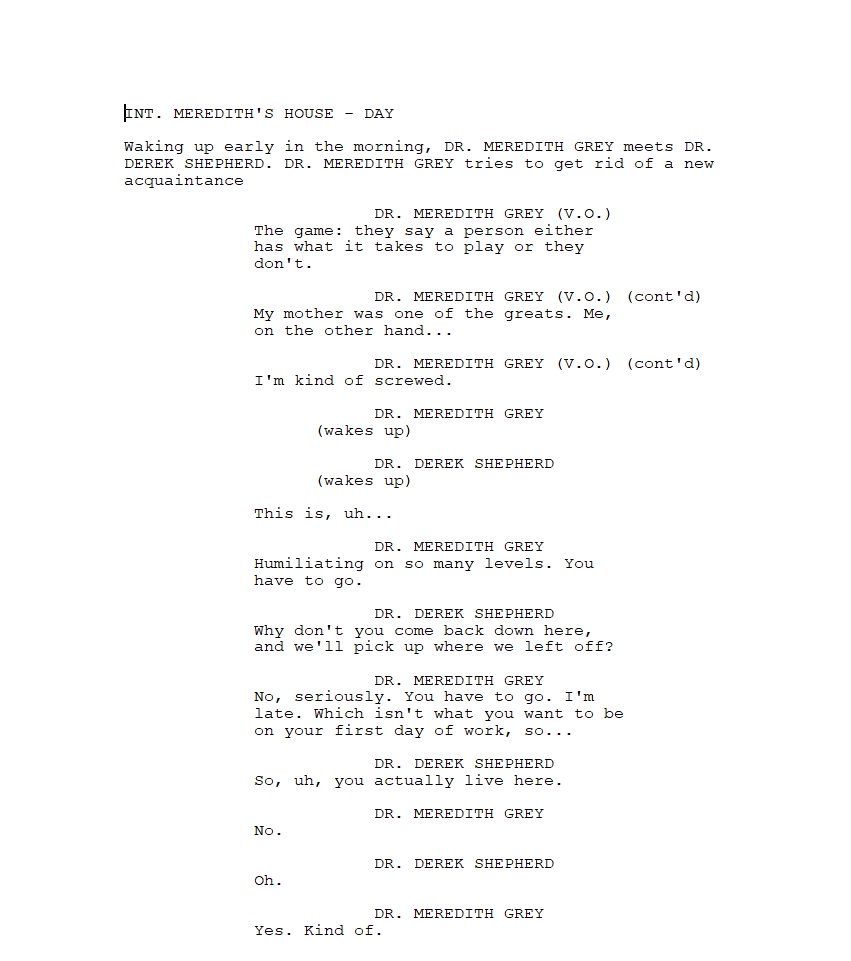 INT. MEREDITH'S HOUSE - DAY
Waking up early in the morning, DR. MEREDITH GREY meets DR.
DEREK SHEPHERD. DR. MEREDITH GREY tries to get rid of a new
acquaintance
DR. MEREDITH GREY (V.O.)
The game: they say a person either
has what it takes to play or they
don't.
DR. MEREDITH GREY (V.O.) (cont'd)
My mother was one of the greats. Me,
on the other hand...
DR. MEREDITH GREY (V.O.) (cont'd)
I'm kind of screwed.
DR. MEREDITH GREY
(wakes up)
DR. DEREK SHEPHERD
(wakes up)
This is, uh...
DR. MEREDITH GREY
Humiliating on so many levels. You
have to go.
DR. DEREK SHEPHERD
Why don't you come back down here,
and we'll pick up where we left off?
DR. MEREDITH GREY
No, seriously. You have to go. I'm
late. Which isn't what you want to be
on your first day of work, so...
DR. DEREK SHEPHERD
So, uh, you actually live here.
DR. MEREDITH GREY
No.
DR. DEREK SHEPHERD
Oh.
DR. MEREDITH GREY
Yes. Kind of.